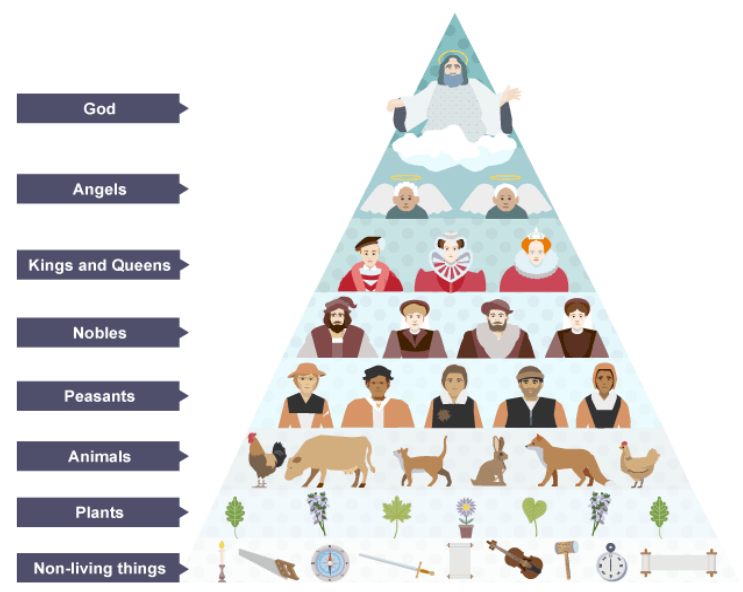 God
Angels
Kings and Queens
Nobles
Peasants
Animals
Plants
Non-living things